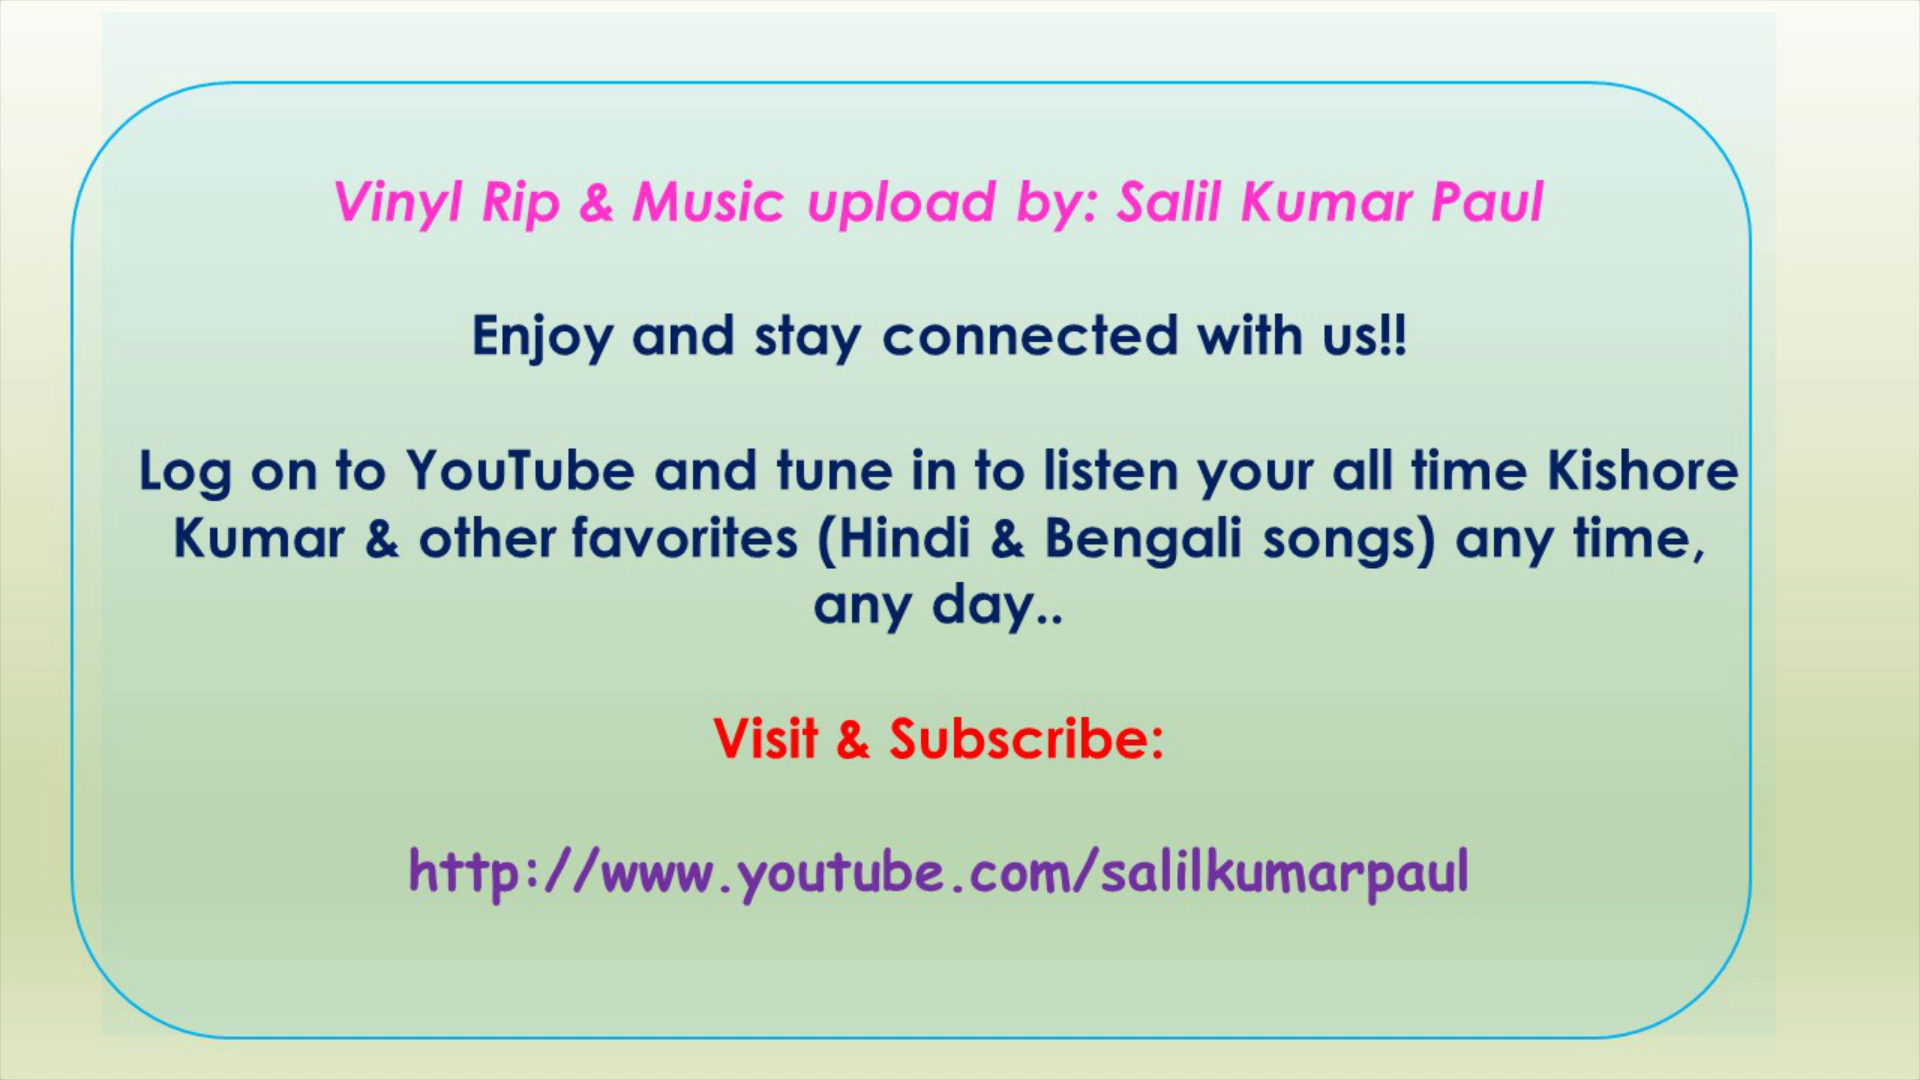 Vinyl Rip & Music upload by: Salil Kumar Paul
Enjoy and stay connected with us!!
Log on to YouTube and tune in to listen your all time Kishore
Kumar & other favorites (Hindi & Bengali songs) any time,
any day..
Visit & Subscribe:
http://www.youtube.com/salilkumarpaul